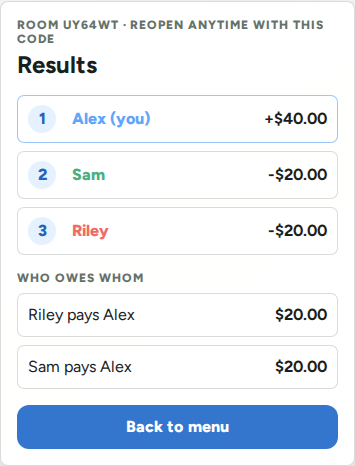 ROOM UY64WT · REOPEN ANYTIME WITH THIS
CODE
Results
1 Alex (you) +$40.00
2 Sam -$20.00
3 Riley -$20.00
WHO OWES WHOM
Riley pays Alex $20.00
Sam pays Alex $20.00
Back to menu